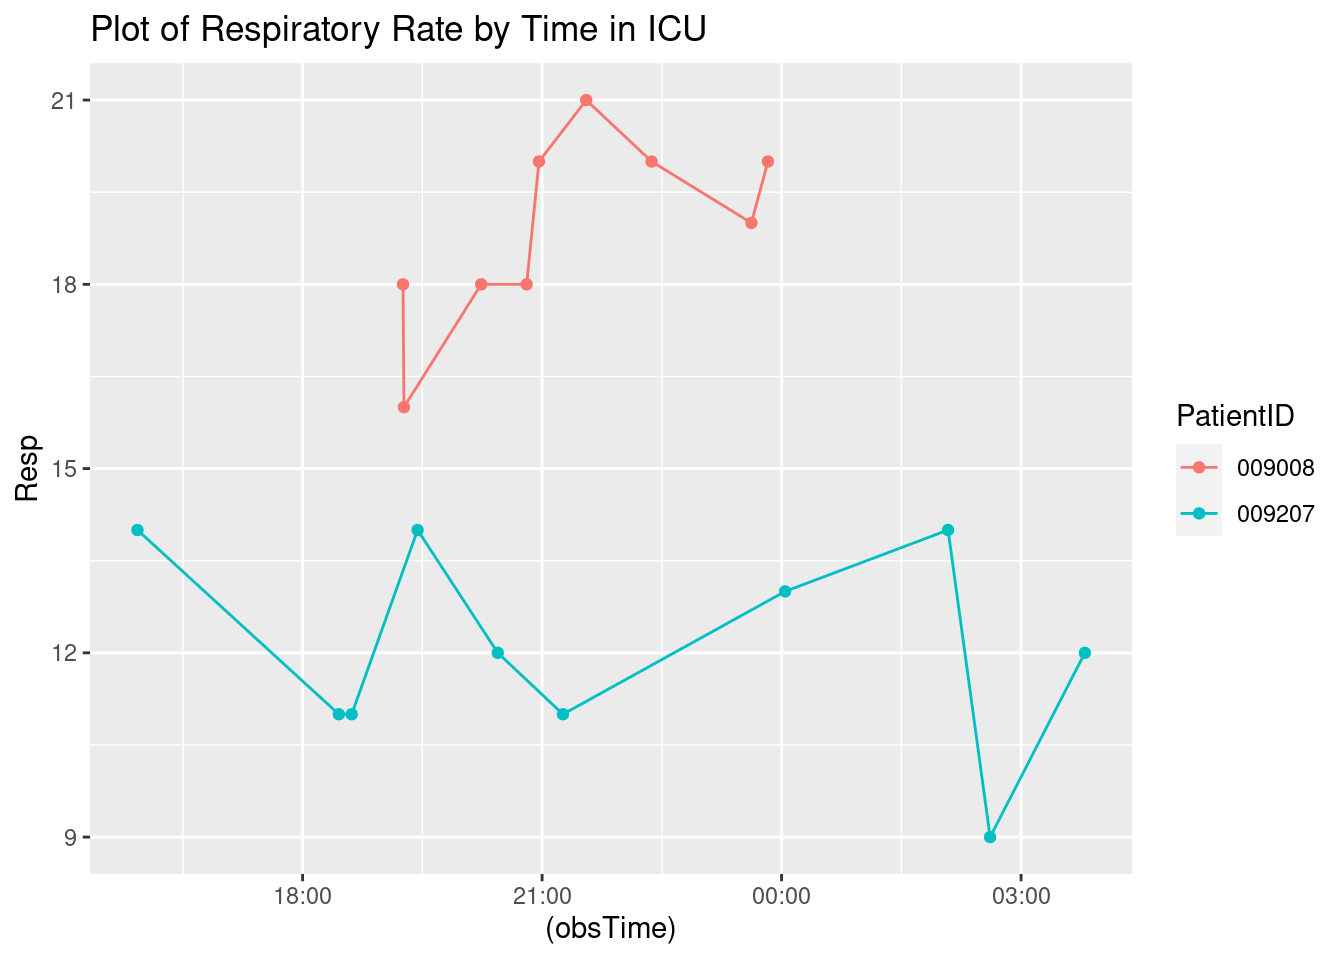 Plot of Respiratory Rate by Time in ICU
21
18
15
12
9
Resp
18:00 21:00 00:00 03:00
(obsTime)
PatientID
009008
009207